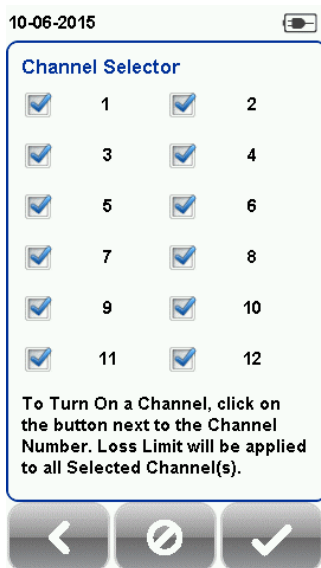 10-06-2015
Channel Selector
1 2
3 4
5 6
7 8
9 10
11 12
To Turn On a Channel, click on
the button next to the Channel
Number. Loss Limit will be applied
to all Selected Channel(s).